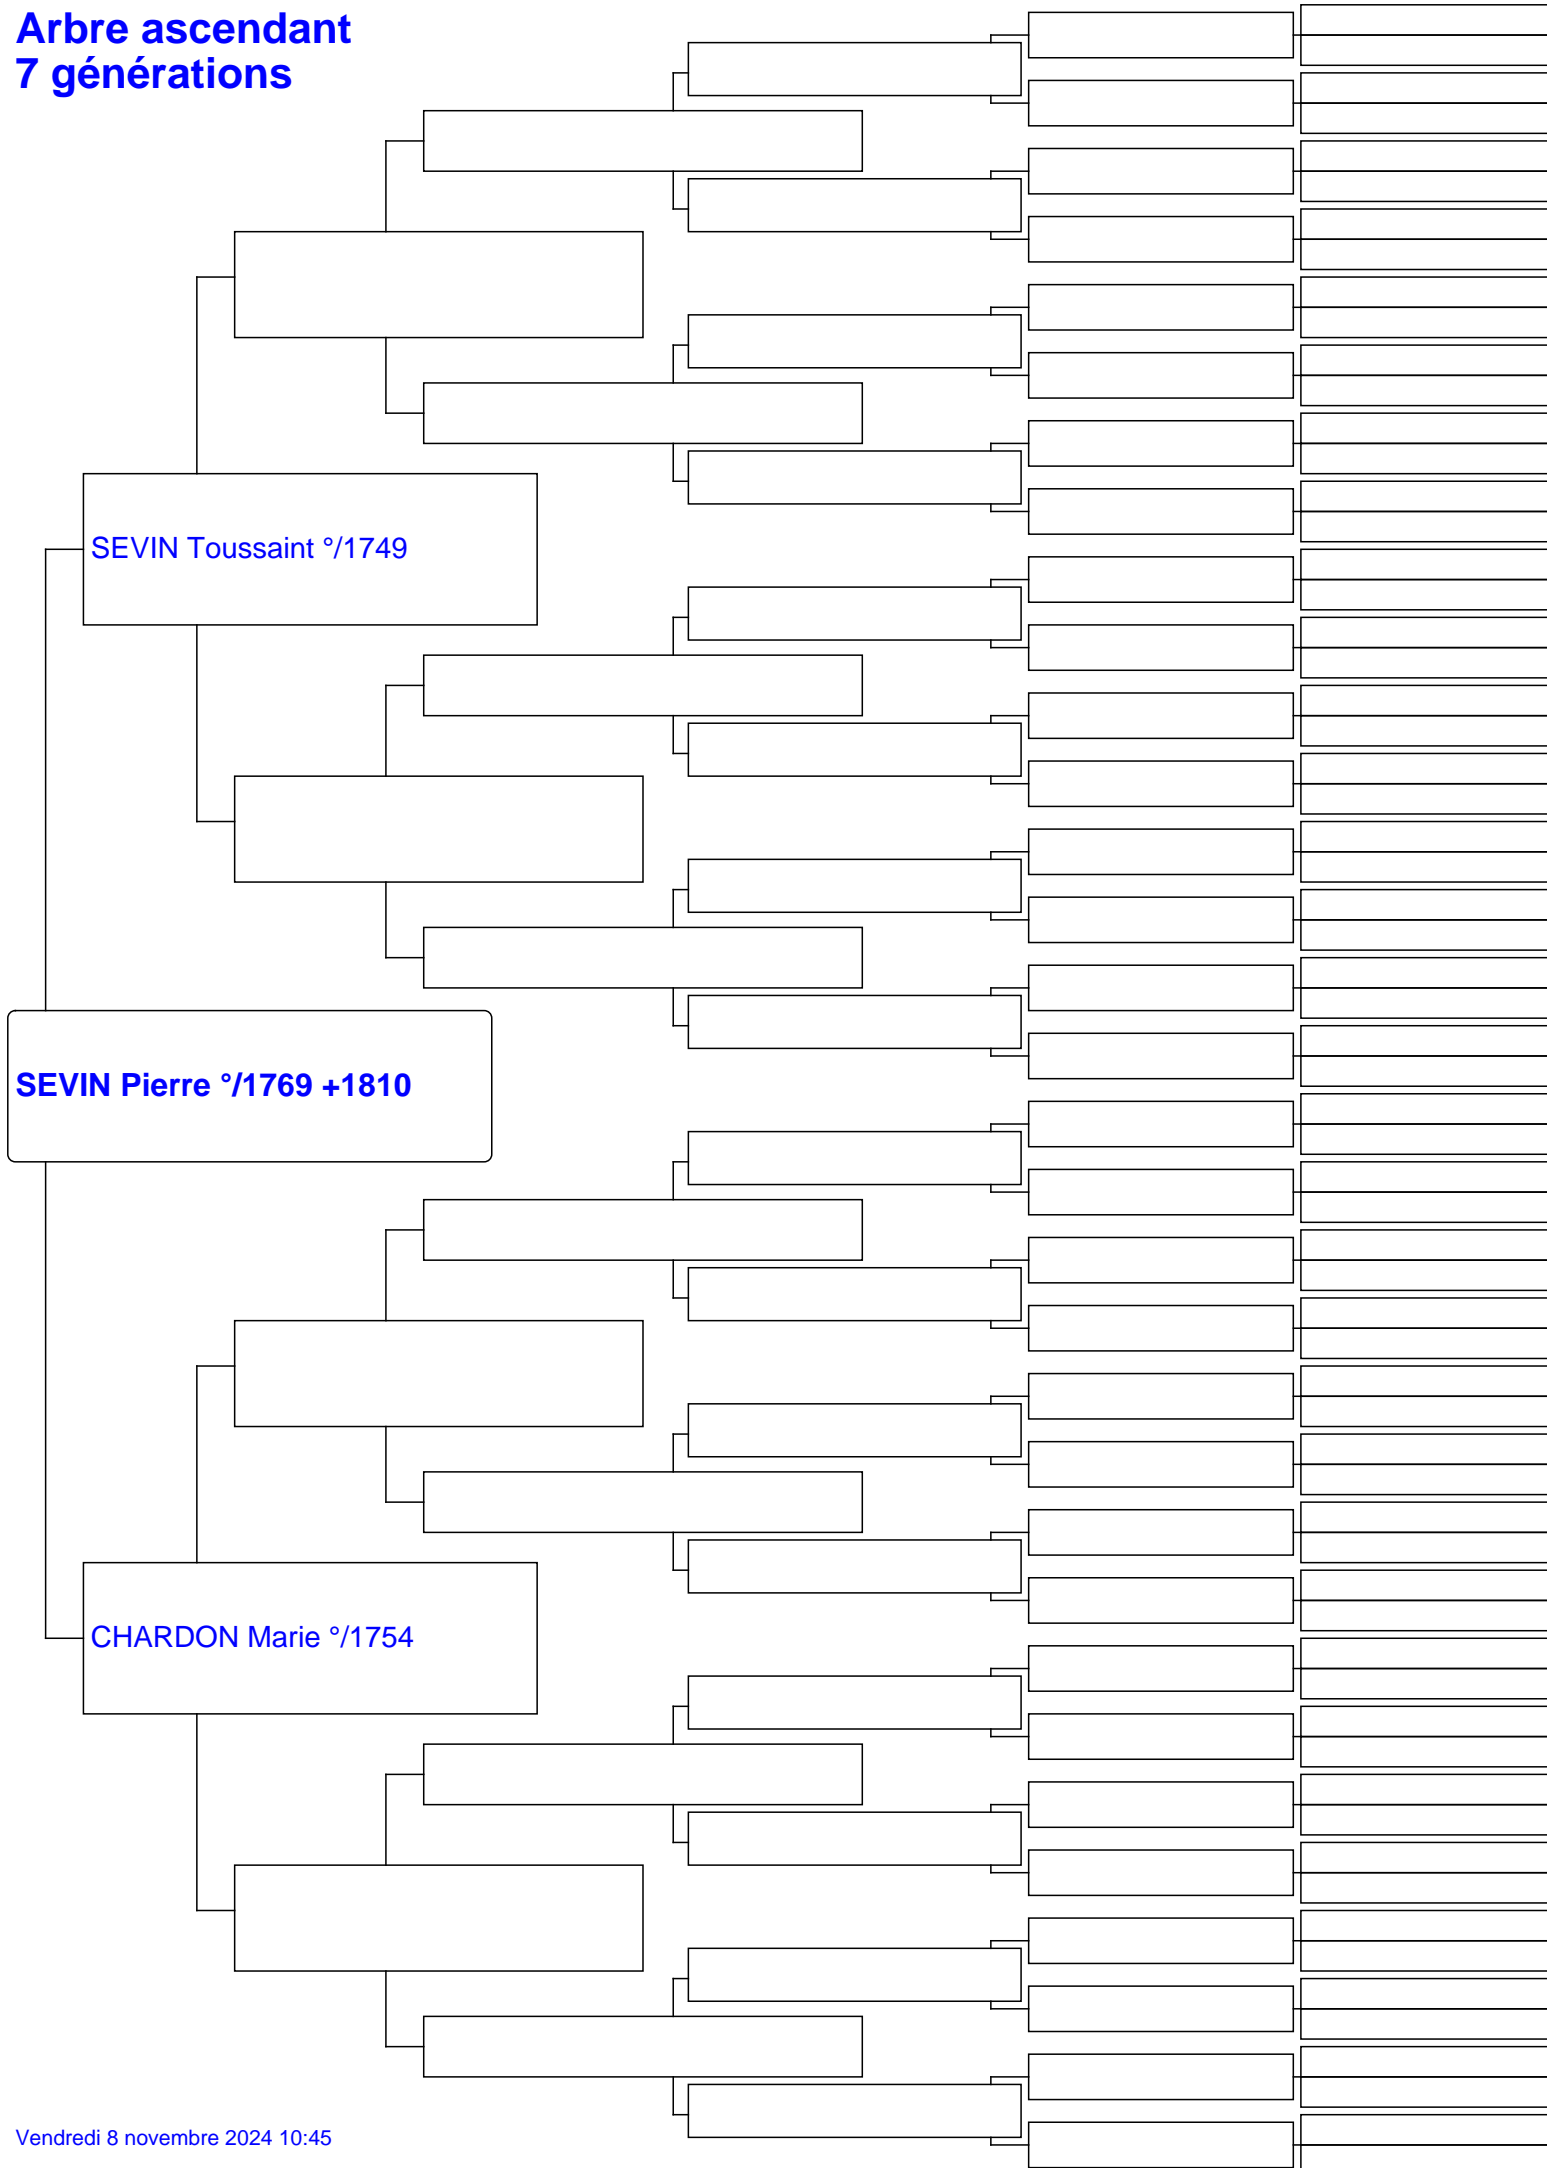 Arbre ascendant
7 générations
SEVIN Toussaint °/1749
SEVIN Pierre °/1769 +1810
CHARDON Marie °/1754
Vendredi 8 novembre 2024 10:45